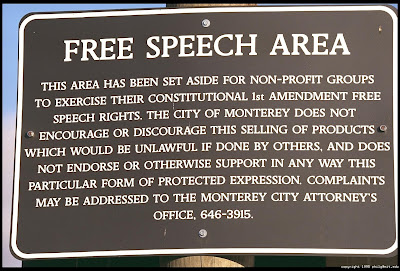 FREE SPEECH AREA
THIS AREA HAS BEEN SET ASIDE FOR NON-PROFIT GROUPS
TO EXERCISE THEIR CONSTITUTIONAL 1st AMENDMENT FREE
SPEECH RIGHTS. THE CITY OF MONTEREY DOES NOT
ENCOURAGE OR DISCOURAGE THIS SELLING OF PRODUCTS
WHICH WOULD BE UNLAWFUL IF DONE BY OTHERS, AND DOES
NOT ENDORSE OR OTHERWISE SUPPORT IN ANY WAY THIS
PARTICULAR FORM OF PROTECTED EXPRESSION. COMPLAINTS
MAY BE ADDRESSED TO THE MONTEREY CITY ATTORNEY'S
OFFICE, 646-3915.